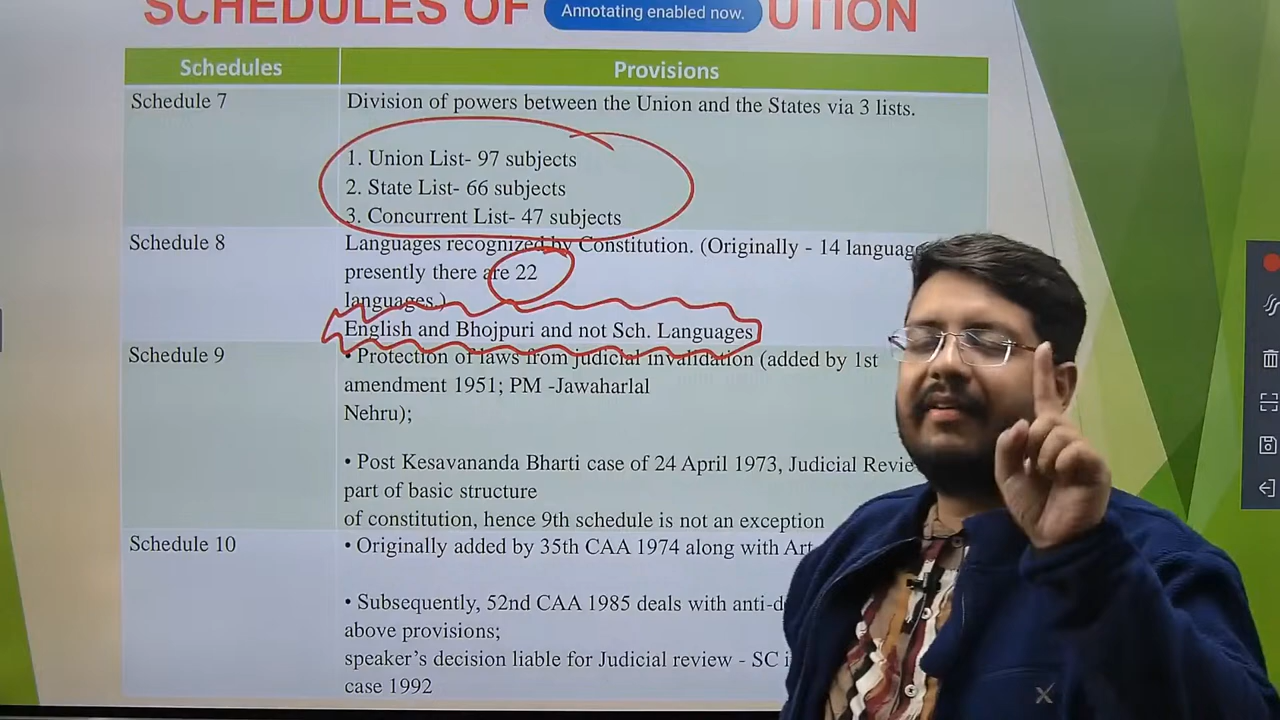 SCHEDULES OF
UTION
Annotating enabled now.
Schedules
Provisions
Schedule 7
Division of powers between the Union and the States via 3 lists.
1. Union List- 97 subjects
2. State List- 66 subjects
3. Concurrent List- 47 subjects
Schedule 8
Languages recognized by Constitution. (Originally - 14 language
presently there are 22
languages.)
English and Bhojpuri and not Sch. Languages
Schedule 9
• Protection of laws from judicial invalidation (added by 1st
amendment 1951; PM -Jawaharlal
Nehru);
• Post Kesavananda Bharti case of 24 April 1973, Judicial Revie
part of basic structure
of constitution, hence 9th schedule is not an exception
Schedule 10
• Originally added by 35th CAA 1974 along with Art
• Subsequently, 52nd CAA 1985 deals with anti-d
above provisions;
speaker's decision liable for Judicial review - SC i
case 1992